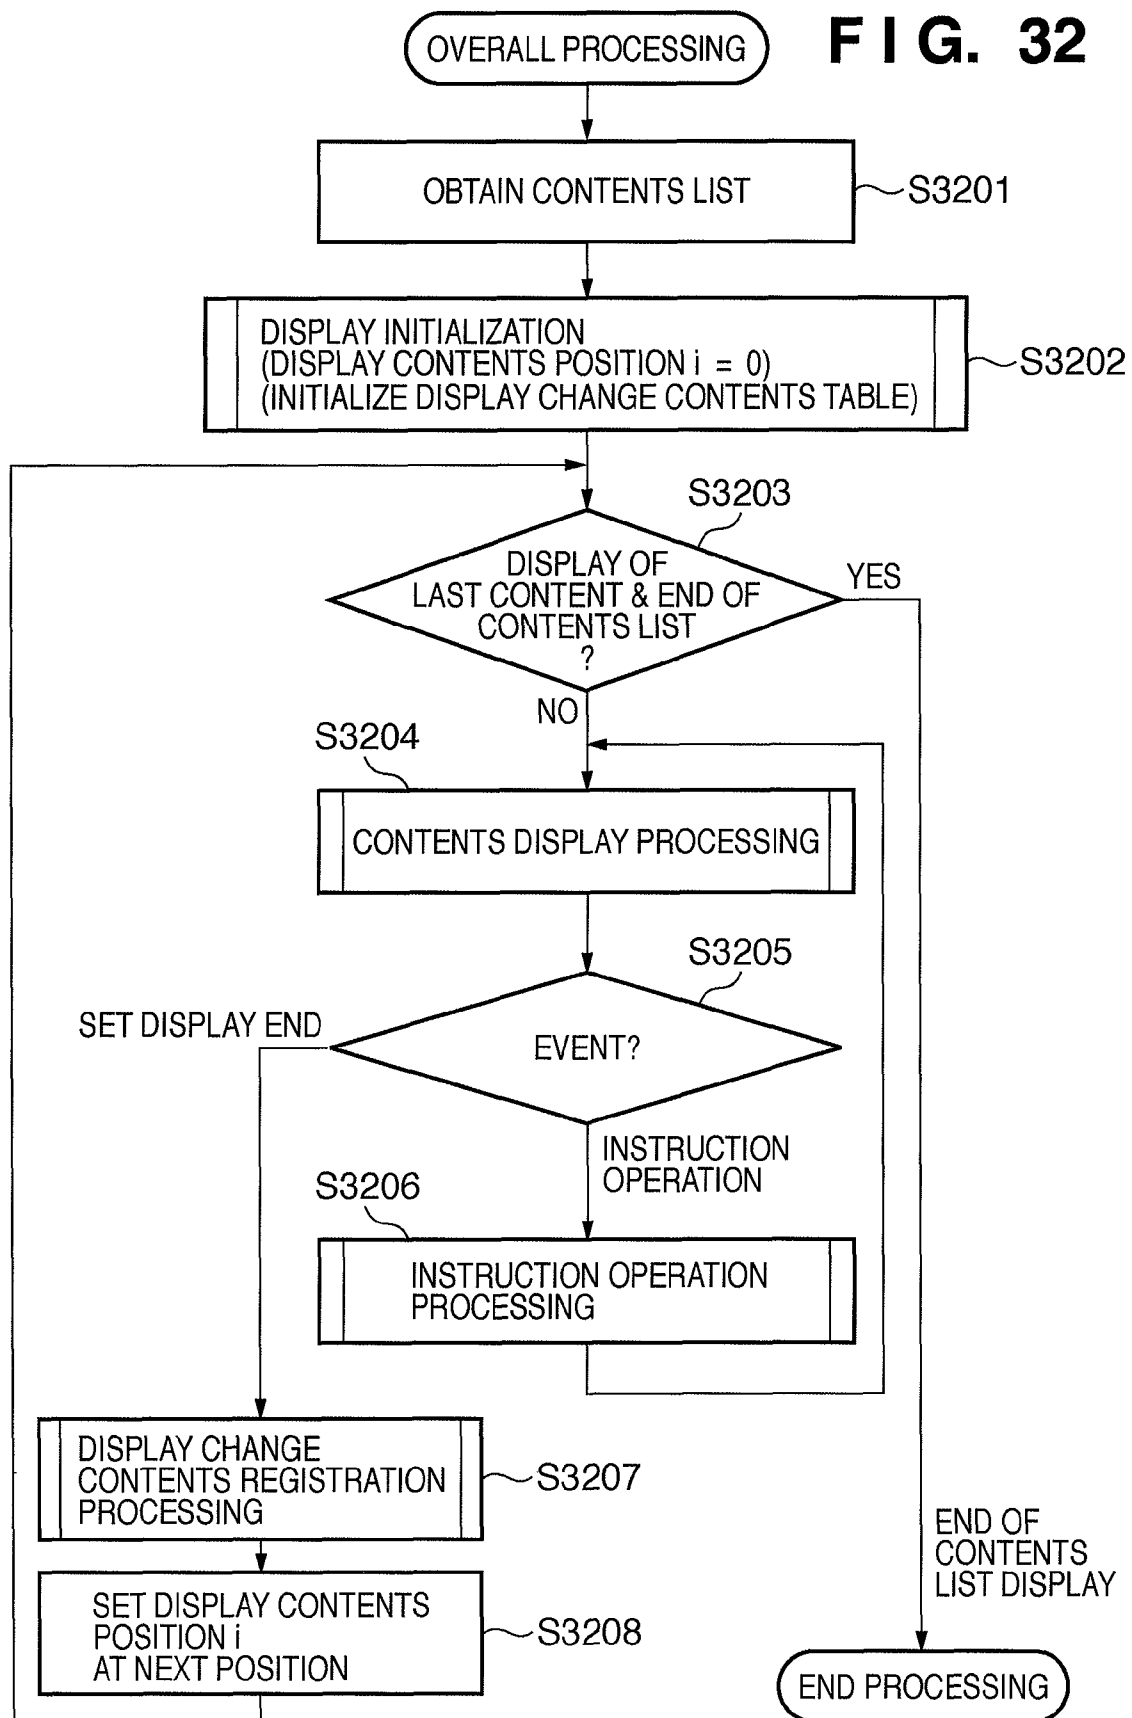 OVERALL PROCESSING
FIG. 32
OBTAIN CONTENTS LIST
S3201
DISPLAY INITIALIZATION
(DISPLAY CONTENTS POSITION i = 0)
(INITIALIZE DISPLAY CHANGE CONTENTS TABLE)
S3202
S3203
DISPLAY OF
LAST CONTENT & END OF
CONTENTS LIST
?
YES
NO
S3204
CONTENTS DISPLAY PROCESSING
S3205
SET DISPLAY END
EVENT?
INSTRUCTION
OPERATION
S3206
INSTRUCTION OPERATION
PROCESSING
DISPLAY CHANGE
CONTENTS REGISTRATION
PROCESSING
S3207
END OF
CONTENTS
LIST DISPLAY
SET DISPLAY CONTENTS
POSITION i
AT NEXT POSITION
S3208
END PROCESSING